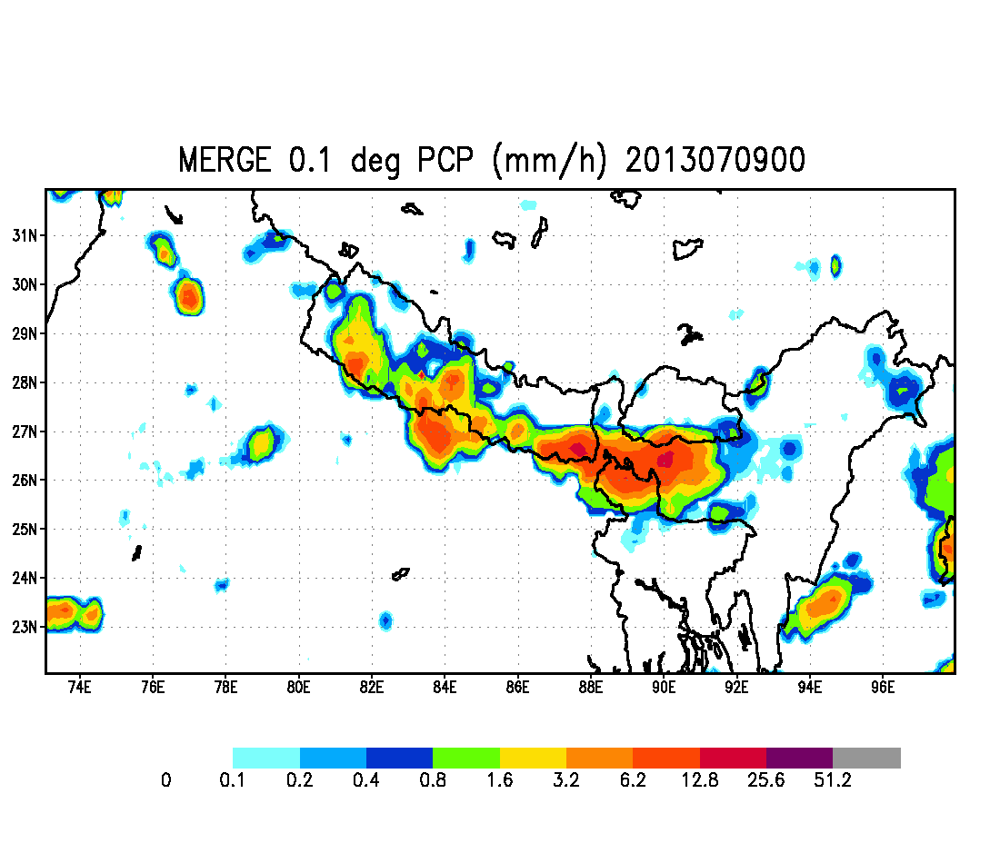 MERGE 0.1 deg PCP (mm/h) 2013070900
31N
30N
29N
28N
27N
26N
25N
24N
23N
74E 76E 78E 80E 82E 84E 86E 88E 90E 92E 94E 96E
0 0.1 0.2 0.4 0.8 1.6 3.2 6.2 12.8 25.6 51.2